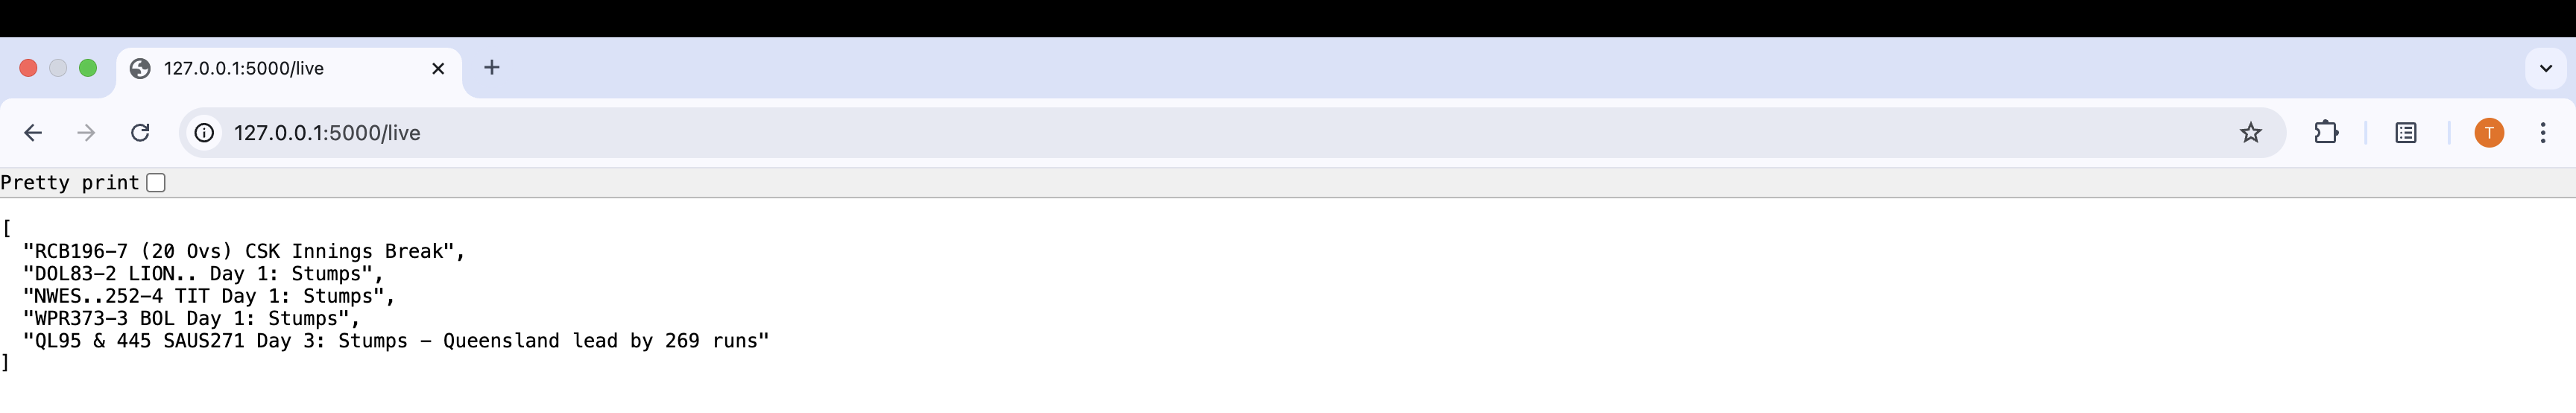 127.0.0.1:5000/live
127.0.0.1:5000/live
T
Pretty print
[
"RCB196-7 (20 Ovs) CSK Innings Break",
"DOL83-2 LION.. Day 1: Stumps",
"NWES..252-4 TIT Day 1: Stumps",
"WPR373-3 BOL Day 1: Stumps",
"QL95 & 445 SAUS271 Day 3: Stumps - Queensland lead by 269 runs"
]